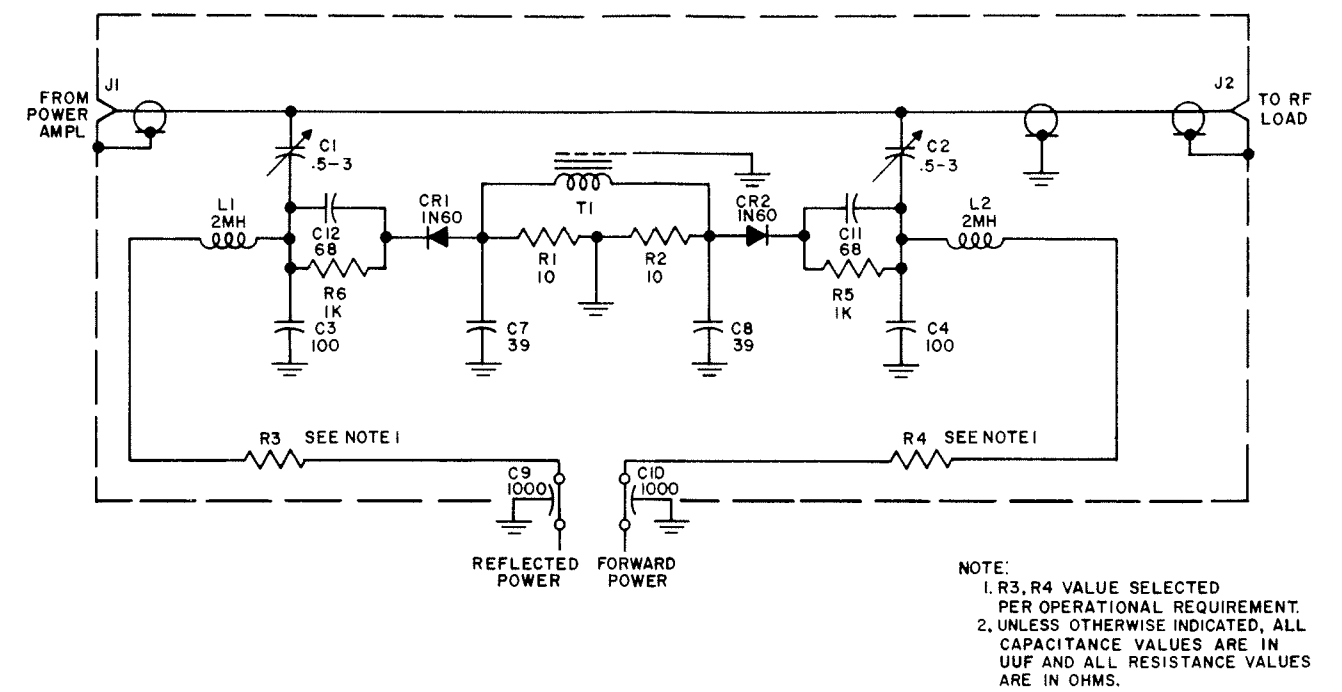 J1
FROM
POWER
AMPL
J2
TO RF
LOAD
C1
.5-3
C2
.5-3
L1
2MH
C12
68
R6
1K
C3
100
CR1
1N60
T1
R1
10
R2
10
CR2
1N60
C11
68
R5
1K
L2
2MH
C7
39
C8
39
C4
100
R3 SEE NOTE 1
R4 SEE NOTE 1
C9
1000
C10
1000
REFLECTED
POWER
FORWARD
POWER
NOTE:
1. R3, R4 VALUE SELECTED
PER OPERATIONAL REQUIREMENT.
2, UNLESS OTHERWISE INDICATED, ALL
CAPACITANCE VALUES ARE IN
UUF AND ALL RESISTANCE VALUES
ARE IN OHMS.